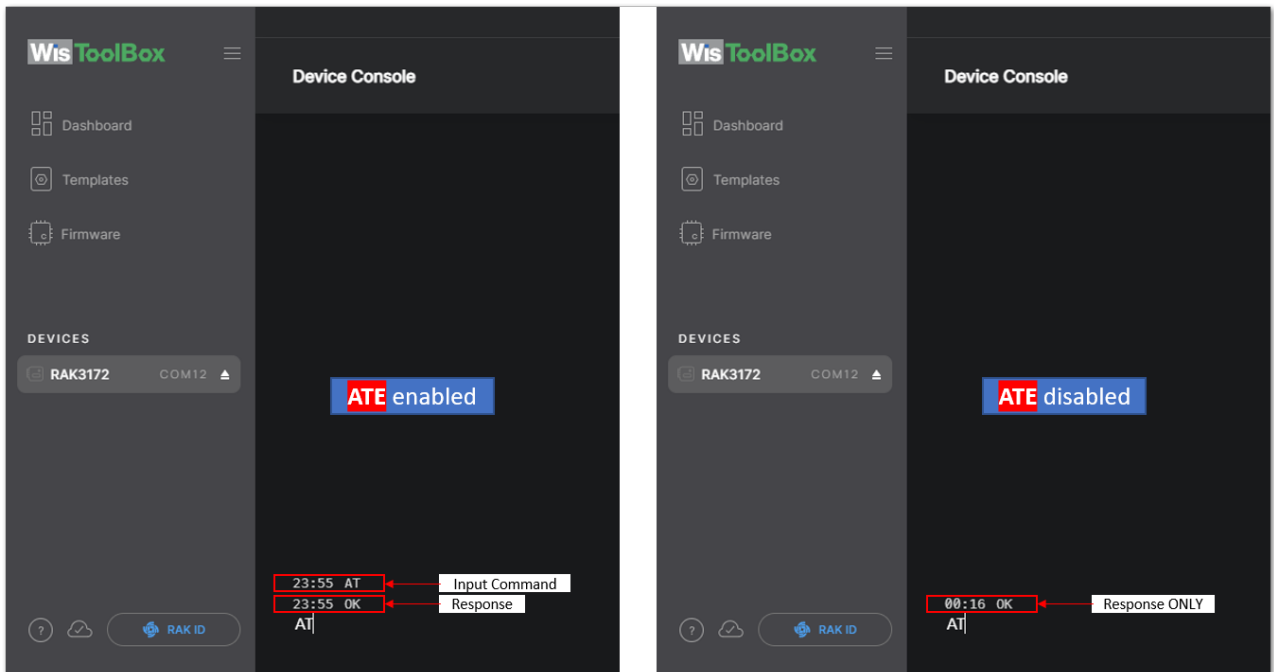 WisToolBox
Device Console
Dashboard
Templates
Firmware
DEVICES
RAK3172 COM12
ATE enabled
23:55 AT
Input Command
23:55 OK
Response
AT
? RAK ID
WisToolBox
Device Console
Dashboard
Templates
Firmware
DEVICES
RAK3172 COM12
ATE disabled
00:16 OK
Response ONLY
AT
? RAK ID